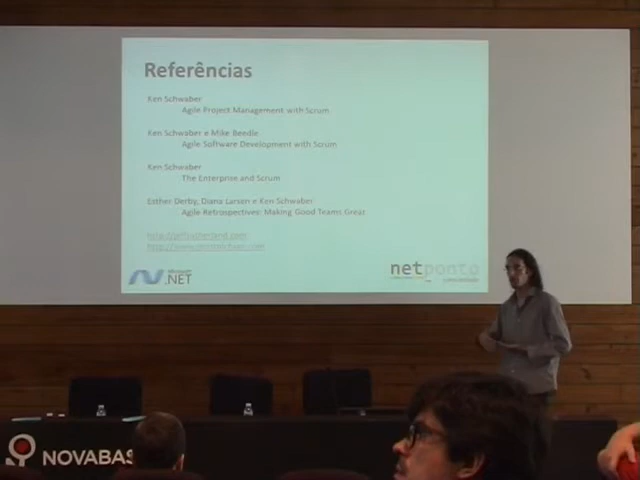 Referências
Ken Schwaber
Agile Project Management with Scrum
Ken Schwaber e Mike Beedle
Agile Software Development with Scrum
Ken Schwaber
The Enterprise and Scrum
Esther Derby, Diana Larsen e Ken Schwaber
Agile Retrospectives: Making Good Teams Great
Microsoft
.NET
netponto
NOVABAS